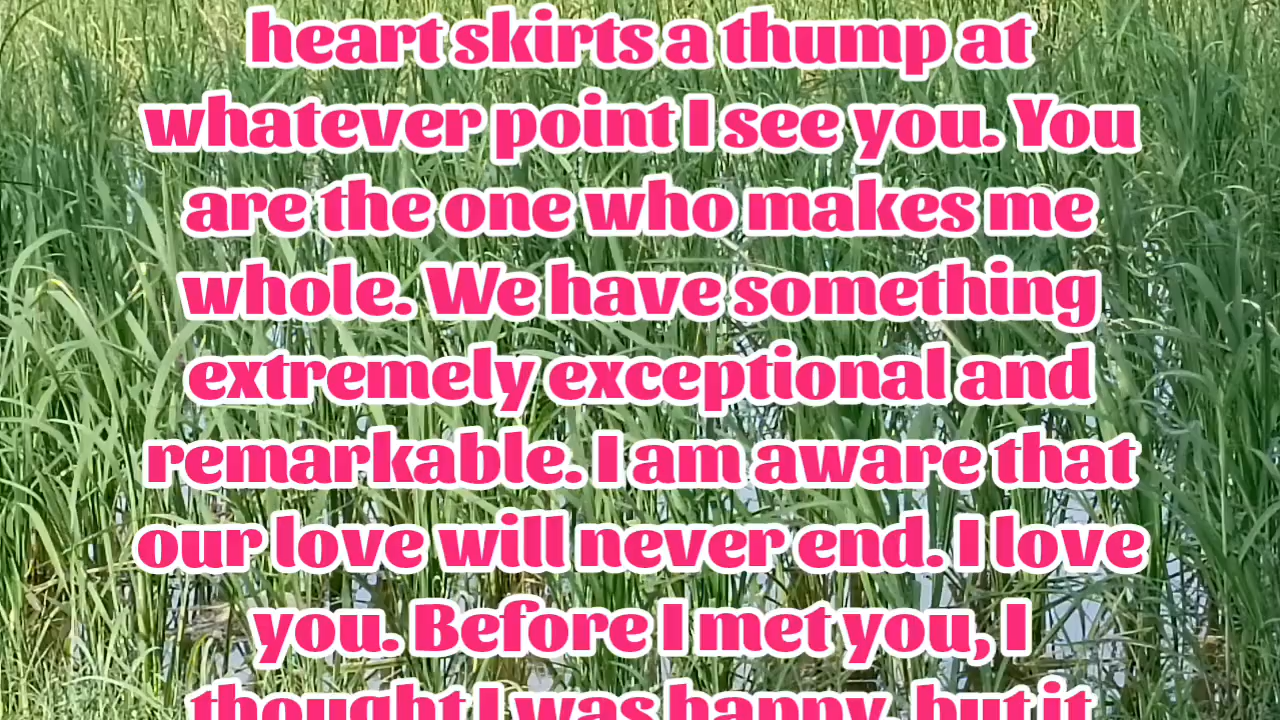 heart skirts a thump at
whatever point I see you. You
are the one who makes me
whole. We have something
extremely exceptional and
remarkable. I am aware that
our love will never end. I love
you. Before I met you, I
thought I was happy, but it